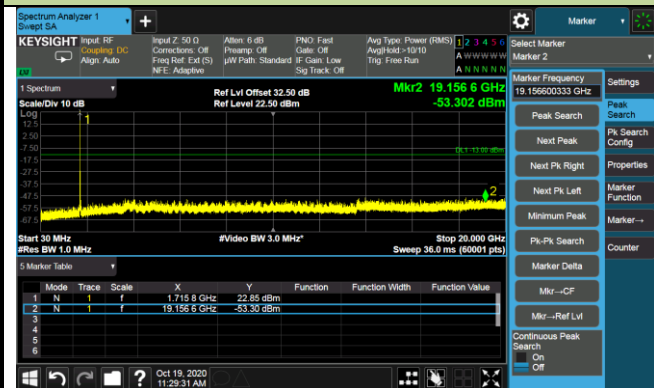 Spectrum Analyzer 1
Swept SA
Marker
KEYSIGHT
Input: RF
Coupling: DC
Align: Auto
Input Z: 50 Ω
Corrections: Off
Freq Ref: Ext (S)
NFE: Adaptive
Atten: 6 dB
Preamp: Off
µW Path: Standard
PNO: Fast
Gate: Off
IF Gain: Low
Sig Track: Off
Avg Type: Power (RMS)
Avg|Hold:>10/10
Trig: Free Run
1 2 3 4 5 6
A W W W W W
A N N N N N
Select Marker
Marker 2
1 Spectrum
Scale/Div 10 dB
Ref Lvl Offset 32.50 dB
Ref Level 22.50 dBm
Mkr2 19.156 6 GHz
-53.302 dBm
Log
12.5
2.50
-7.50
-17.5
-27.5
-37.5
-47.5
-57.5
-67.5
1
DL1 -13.00 dBm
2
Start 30 MHz
#Video BW 3.0 MHz*
Stop 20.000 GHz
#Res BW 1.0 MHz
Sweep 36.0 ms (60001 pts)
5 Marker Table
Mode Trace Scale X Y Function Function Width Function Value
1 N 1 f 1.715 8 GHz 22.85 dBm
2 N 1 f 19.156 6 GHz -53.30 dBm
3
4
5
6
Marker Frequency
19.156600333 GHz
Peak Search
Next Peak
Next Pk Right
Next Pk Left
Minimum Peak
Pk-Pk Search
Marker Delta
Mkr→CF
Mkr→Ref Lvl
Continuous Peak
Search
On
Off
Settings
Peak
Search
Pk Search
Config
Properties
Marker
Function
Marker→
Counter
Oct 19, 2020
11:29:31 AM